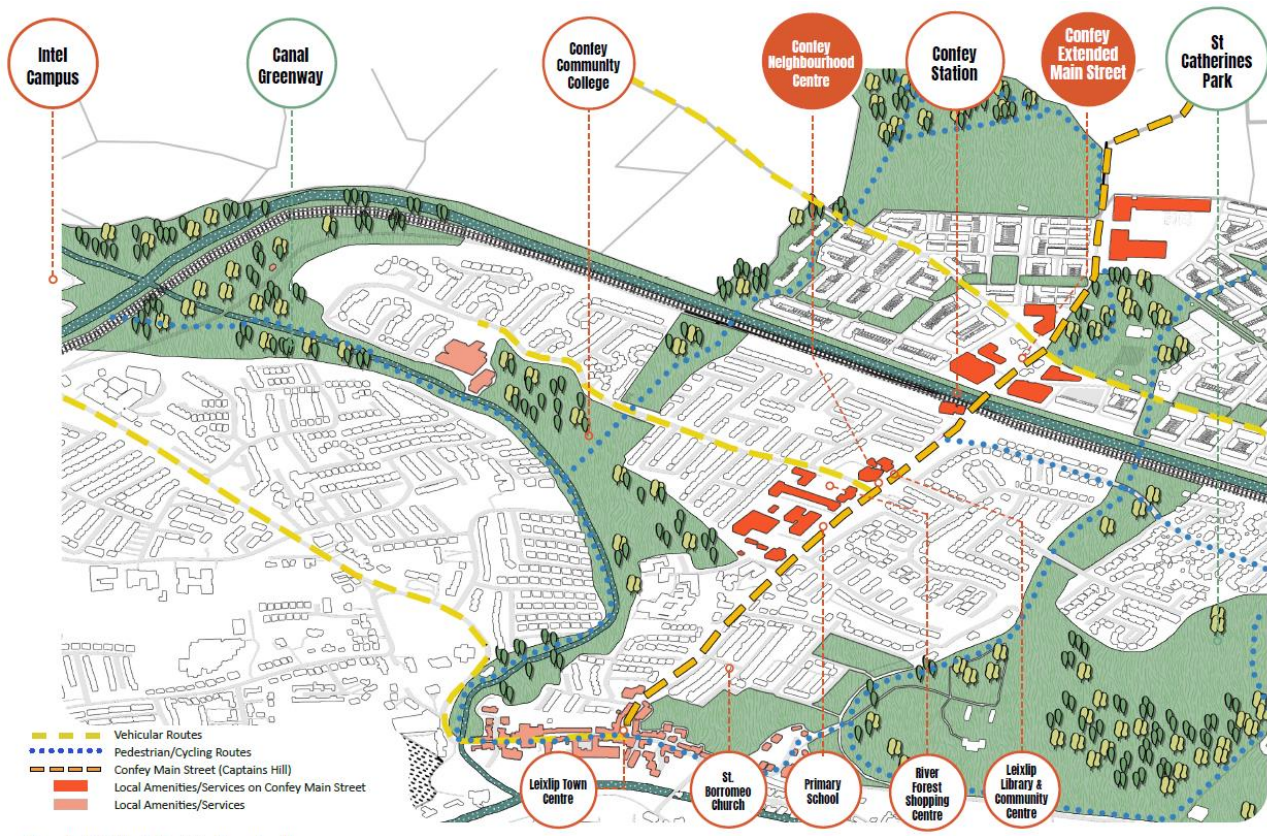 Intel
Campus
Canal
Greenway
Confey
Community
College
Confey
Neighbourhood
Centre
Confey
Station
Confey
Extended
Main Street
St
Catherines
Park
Vehicular Routes
Pedestrian/Cycling Routes
Confey Main Street (Captains Hill)
Local Amenities/Services on Confey Main Street
Local Amenities/Services
Leixlip Town
Centre
St.
Borromeo
Church
Primary
School
River
Forest
Shopping
Centre
Leixlip
Library &
Community
Centre